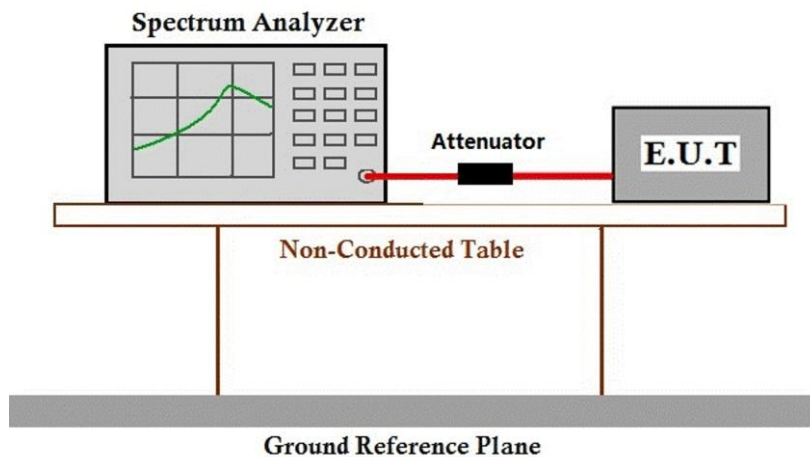 Spectrum Analyzer
Attenuator
E.U.T
Non-Conducted Table
Ground Reference Plane